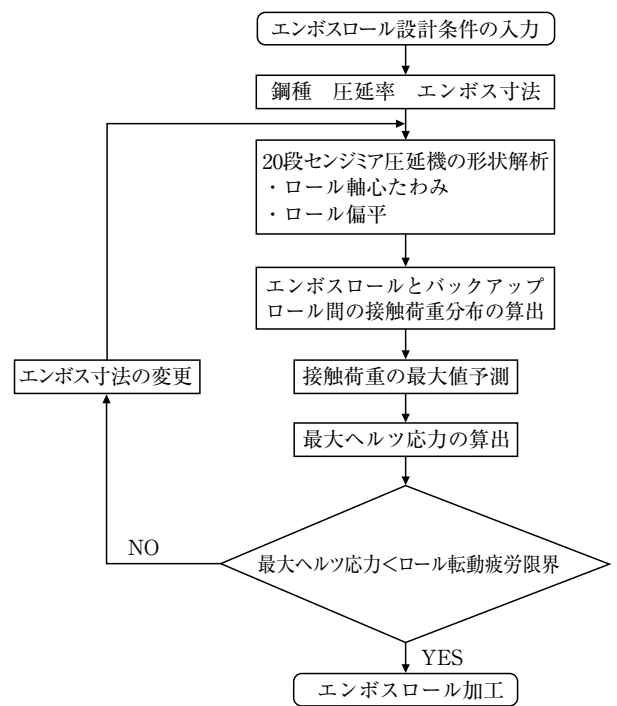 エンボスロール設計条件の入力
鋼種　圧延率　エンボス寸法
20段センジミア圧延機の形状解析
・ロール軸心たわみ
・ロール偏平
エンボスロールとバックアップ
ロール間の接触荷重分布の算出
エンボス寸法の変更
接触荷重の最大値予測
最大ヘルツ応力の算出
NO
最大ヘルツ応力<ロール転動疲労限界
YES
エンボスロール加工